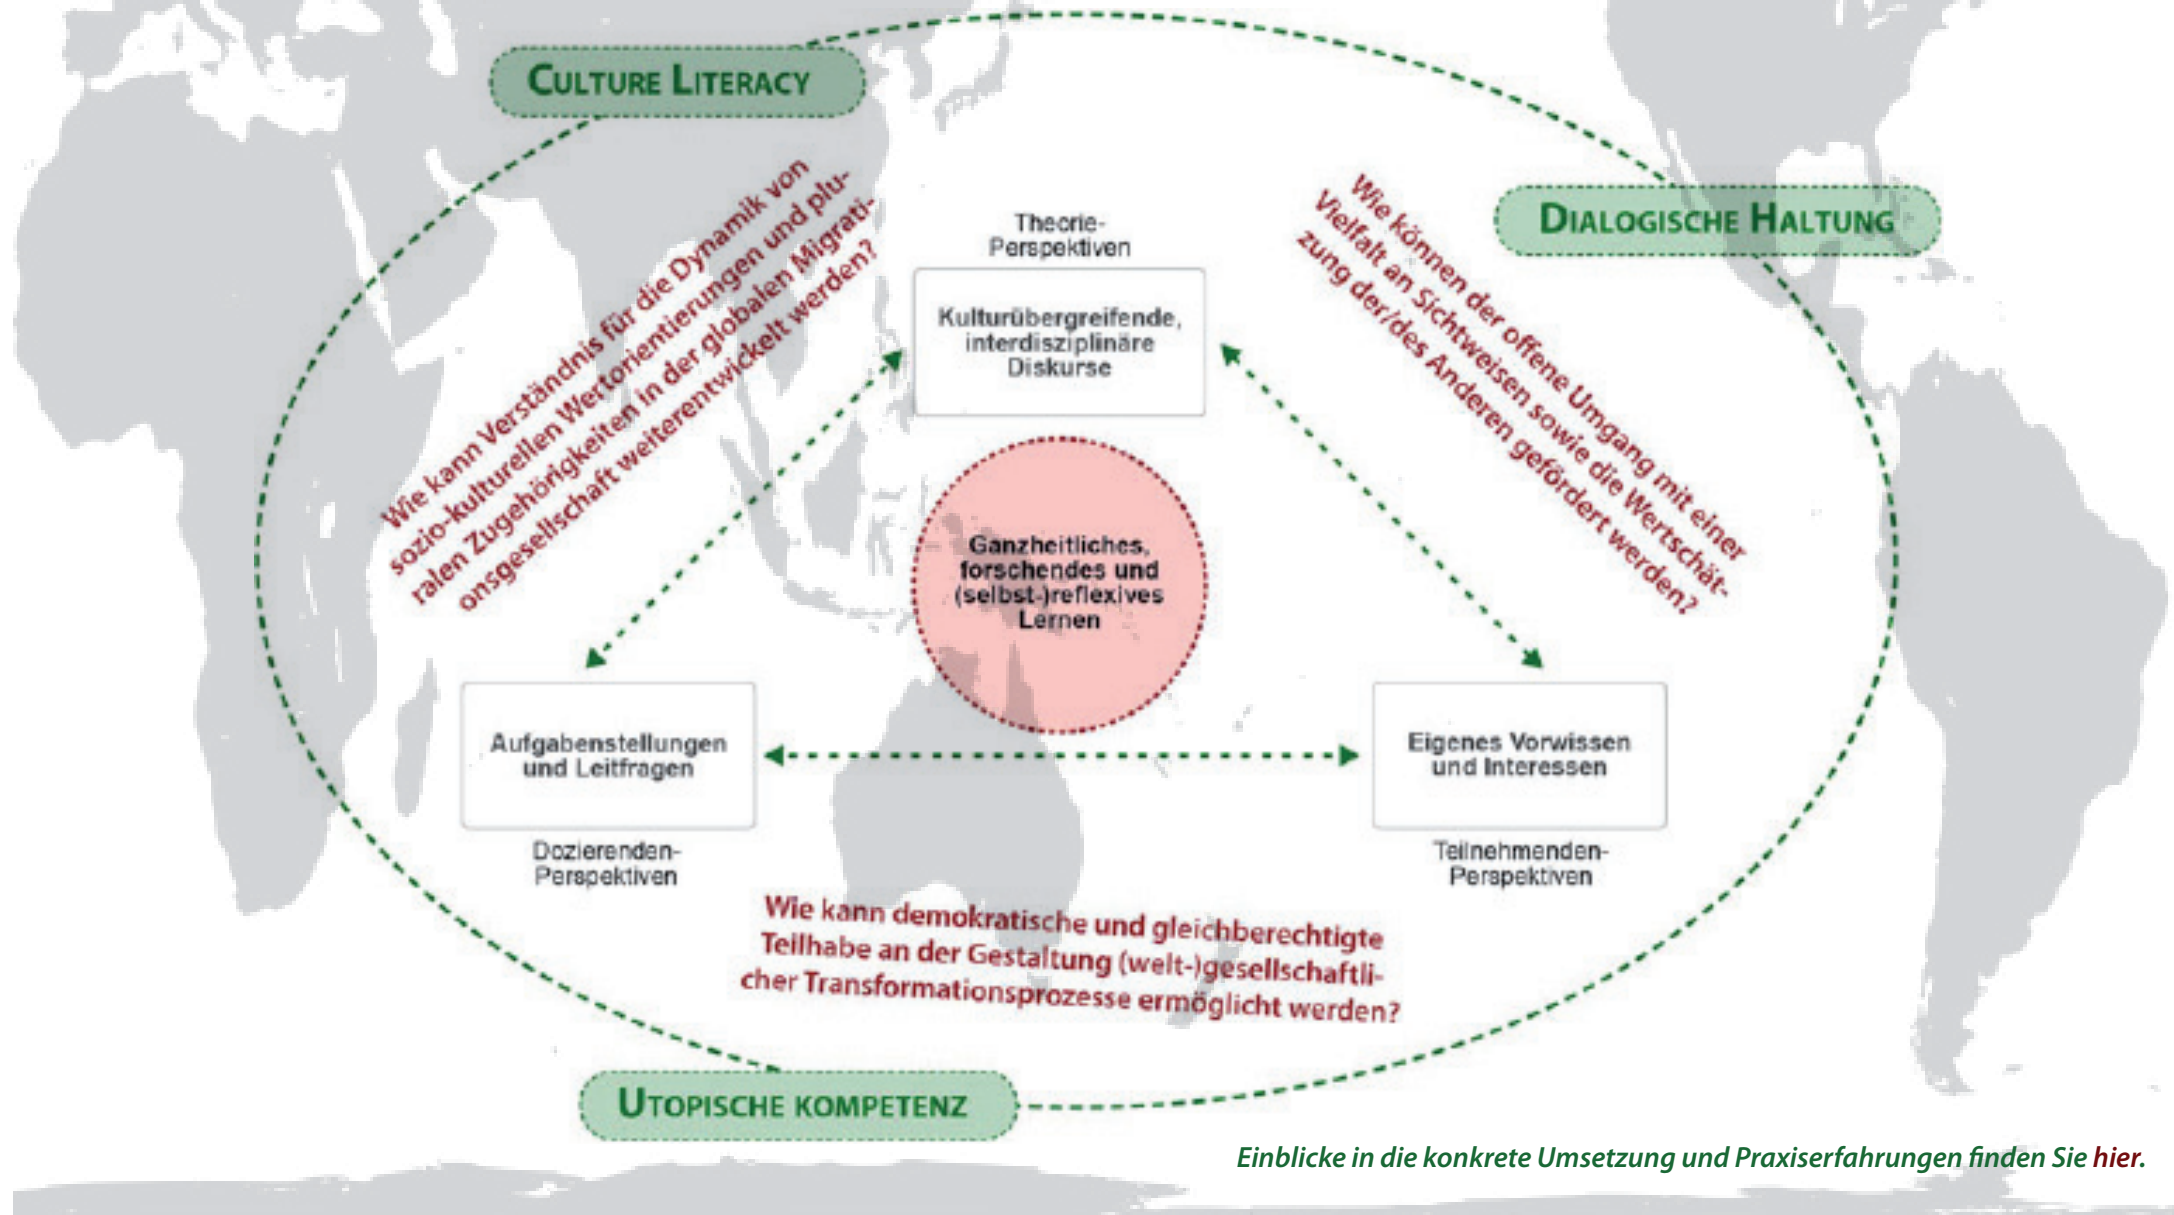 CULTURE LITERACY
DIALOGISCHE HALTUNG
Wie kann Verständnis für die Dynamik von
sozio-kulturellen Wertorientierungen und plu-
ralen Zugehörigkeiten in der globalen Migrati-
onsgesellschaft weiterentwickelt werden?
Wie können der offene Umgang mit einer
Vielfalt an Sichtweisen sowie die Wertschät-
zung der/des Anderen gefördert werden?
Theorie-
Perspektiven
Kulturübergreifende,
interdisziplinäre
Diskurse
Ganzheitliches,
forschendes und
(selbst-)reflexives
Lernen
Aufgabenstellungen
und Leitfragen
Dozierenden-
Perspektiven
Eigenes Vorwissen
und Interessen
Teilnehmenden-
Perspektiven
Wie kann demokratische und gleichberechtigte
Teilhabe an der Gestaltung (welt-)gesellschaftli-
cher Transformationsprozesse ermöglicht werden?
UTOPISCHE KOMPETENZ
Einblicke in die konkrete Umsetzung und Praxiserfahrungen finden Sie hier.